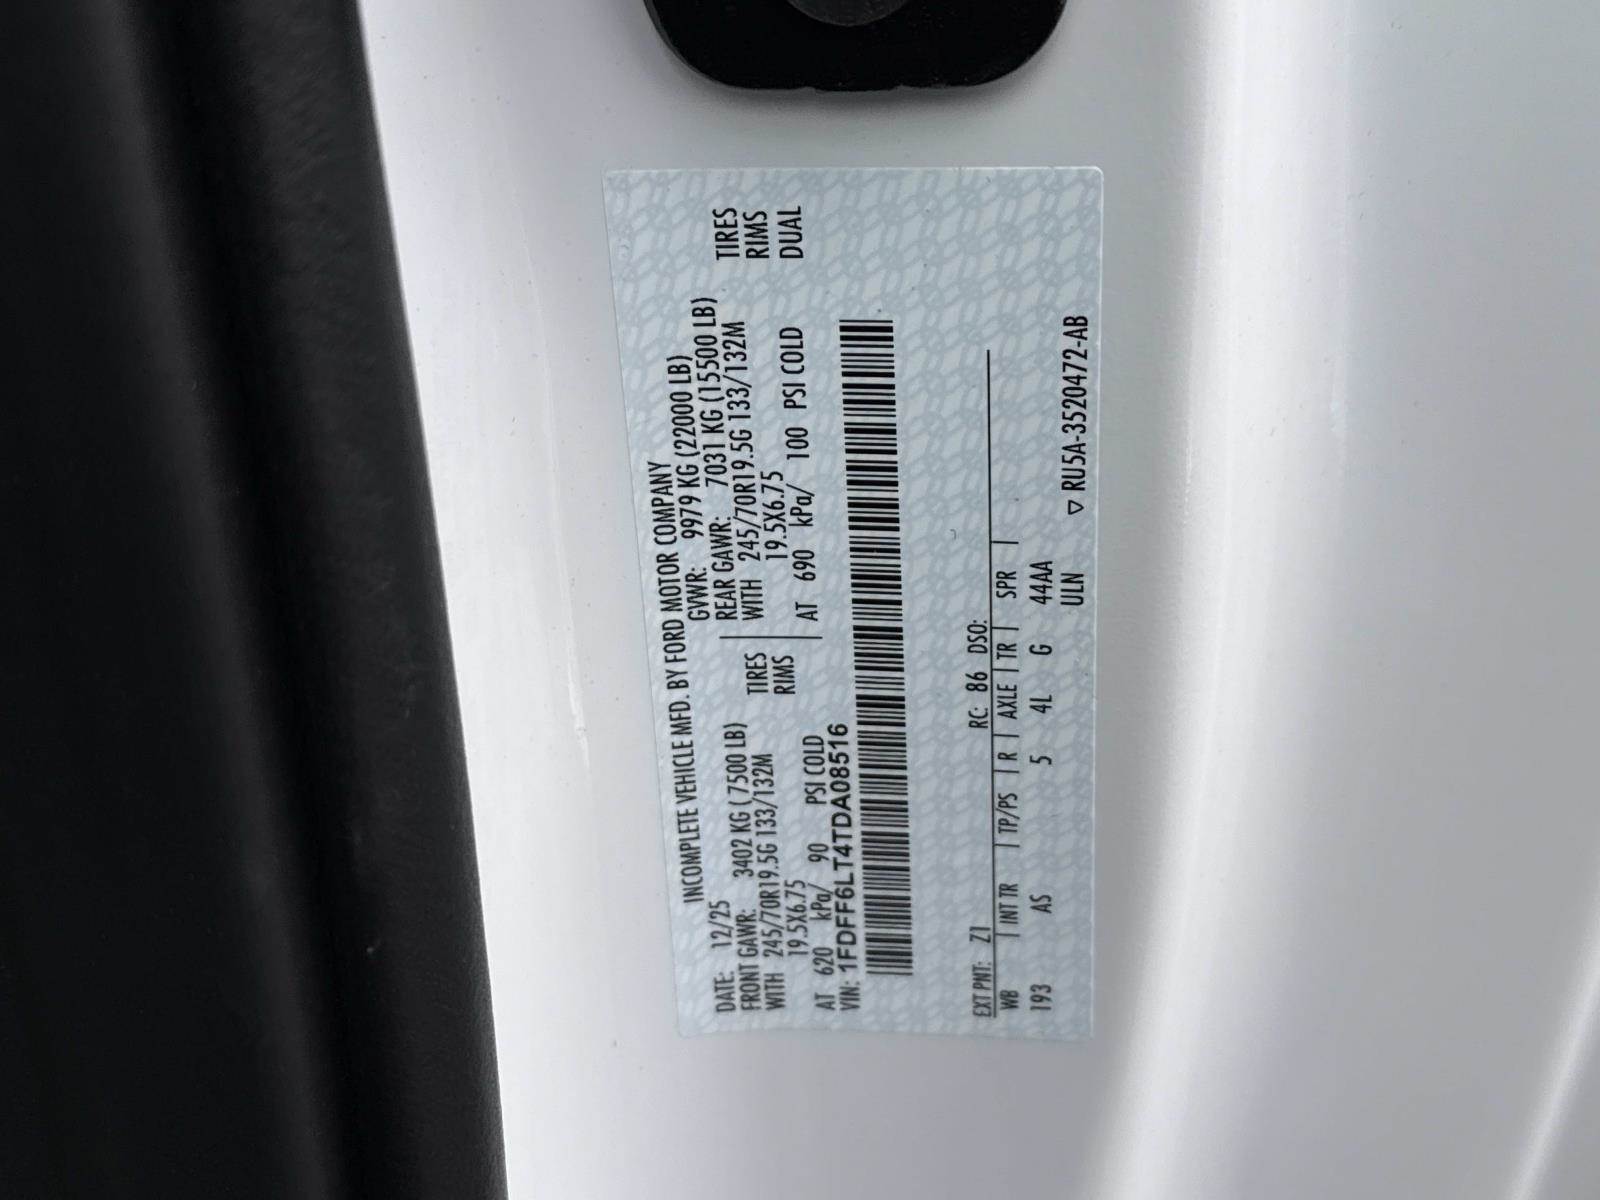 INCOMPLETE VEHICLE MFD. BY FORD MOTOR COMPANY
DATE: 12/25 GVWR: 9979 KG (22000 LB)
FRONT GAWR: 3402 KG (7500 LB) REAR GAWR: 7031 KG (15500 LB)
WITH 245/70R19.5G 133/132M TIRES WITH 245/70R19.5G 133/132M TIRES
19.5X6.75 RIMS 19.5X6.75 RIMS
AT 620 kPa/ 90 PSI COLD AT 690 kPa/ 100 PSI COLD DUAL
VIN: 1FDFF6LT4TDA08516
EXT PNT: Z1 RC: 86 DSO:
WB | INT TR | TP/PS | R | AXLE | TR | SPR |
193 AS 5 4L G 44AA
ULN
▽ RU5A-3520472-AB